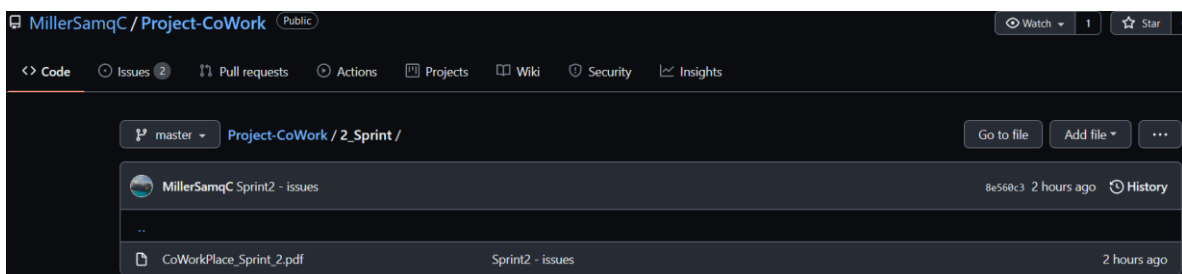 MillerSamqC / Project-CoWork Public Watch 1 Star
<> Code Issues 2 Pull requests Actions Projects Wiki Security Insights
master Project-CoWork / 2_Sprint / Go to file Add file ...
MillerSamqC Sprint2 - issues 8e560c3 2 hours ago History
..
CoWorkPlace_Sprint_2.pdf Sprint2 - issues 2 hours ago